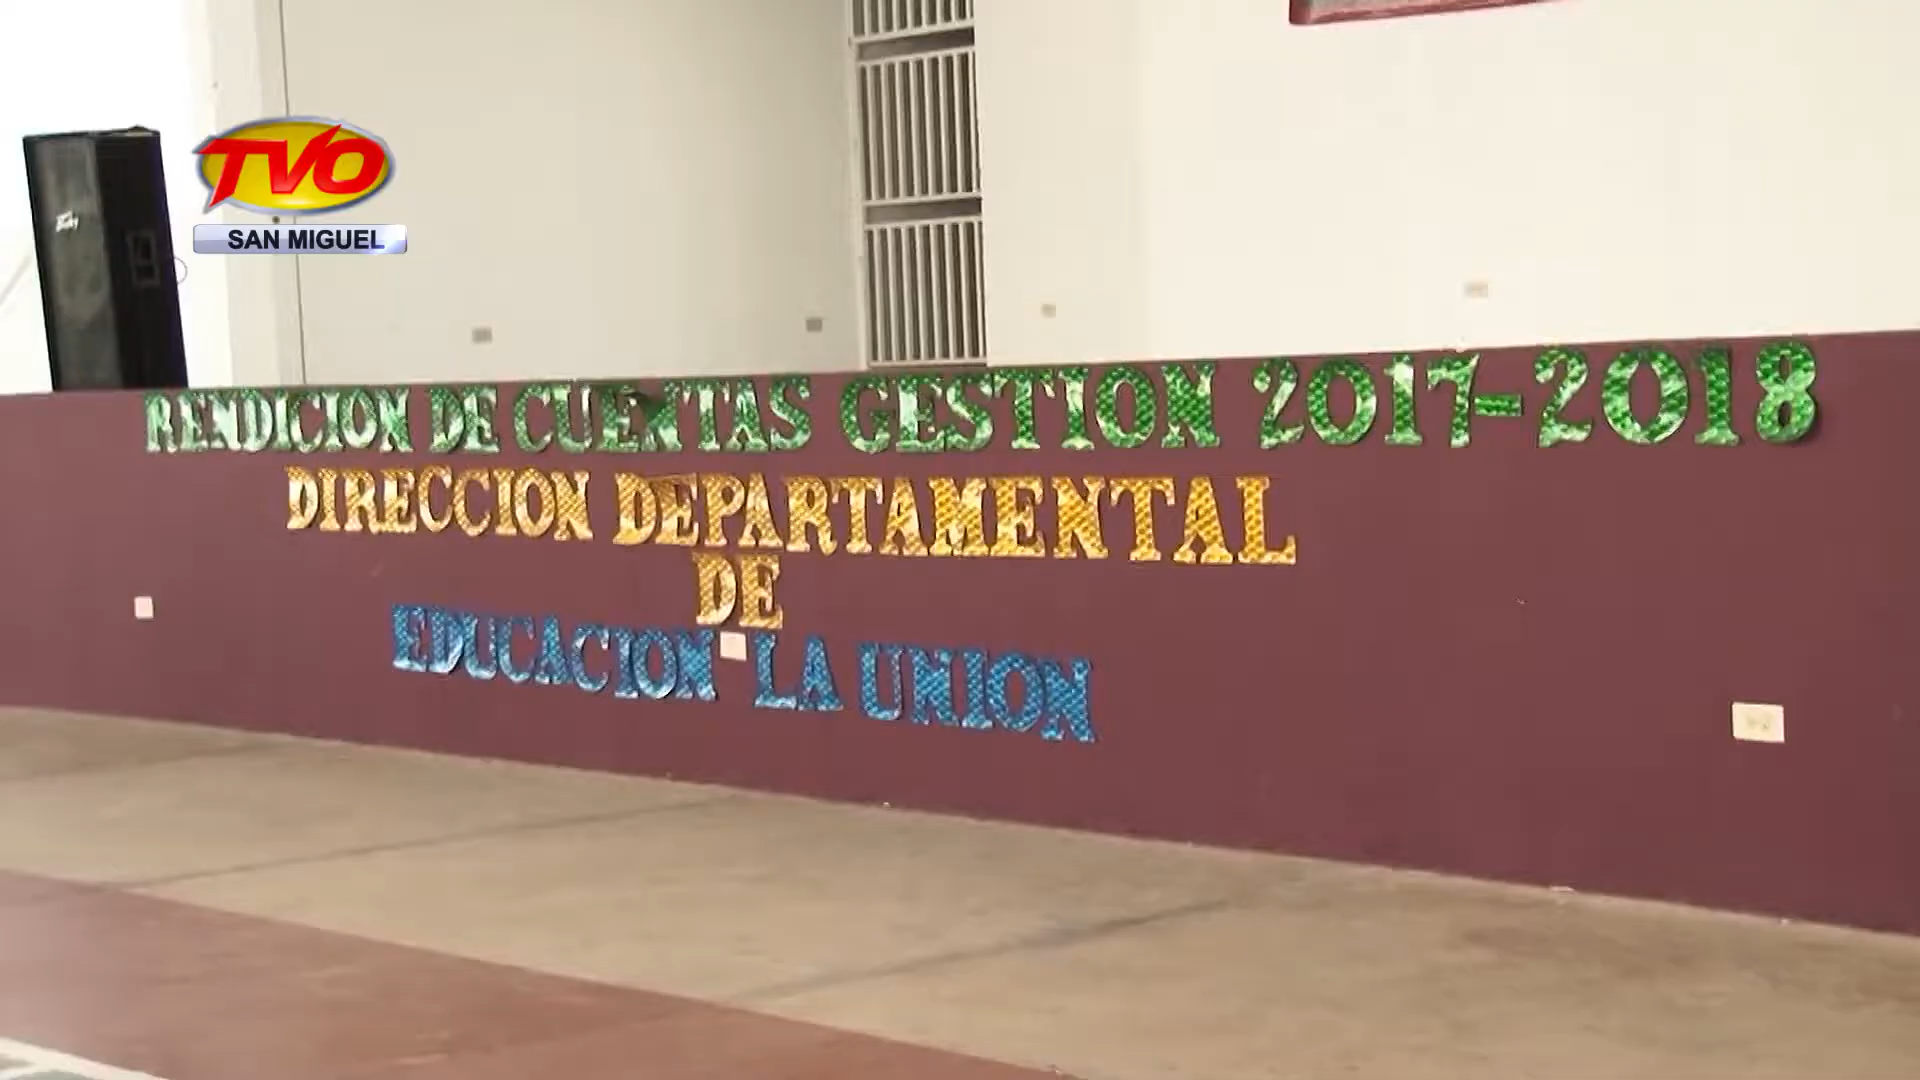 TVO
SAN MIGUEL
RENDICION DE CUENTAS GESTION 2017-2018
DIRECCION DEPARTAMENTAL
DE
EDUCACION LA UNION